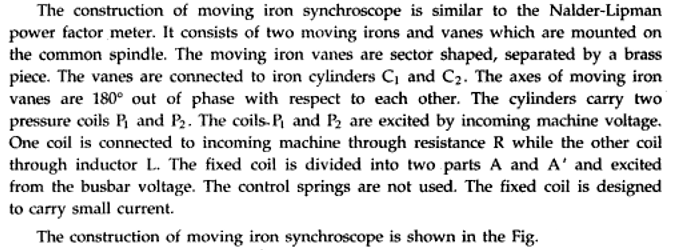 The construction of moving iron synchroscope is similar to the Nalder-Lipman
power factor meter. It consists of two moving irons and vanes which are mounted on
the common spindle. The moving iron vanes are sector shaped, separated by a brass
piece. The vanes are connected to iron cylinders C₁ and C₂. The axes of moving iron
vanes are 180° out of phase with respect to each other. The cylinders carry two
pressure coils P₁ and P₂. The coils P₁ and P₂ are excited by incoming machine voltage.
One coil is connected to incoming machine through resistance R while the other coil
through inductor L. The fixed coil is divided into two parts A and A' and excited
from the busbar voltage. The control springs are not used. The fixed coil is designed
to carry small current.
The construction of moving iron synchroscope is shown in the Fig.